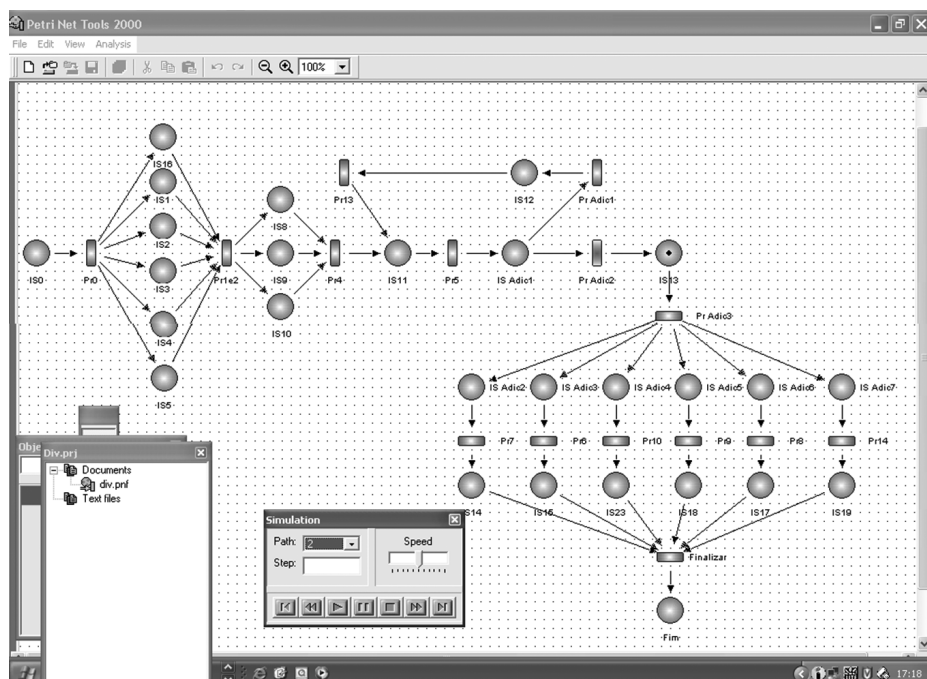 Petri Net Tools 2000
File Edit View Analysis
100%
IS16
Pr13
IS12
Pr Adic1
IS1
IS8
IS2
IS0
Pr0
IS3
Pr1e2
IS9
Pr4
IS11
Pr5
IS Adic1
Pr Adic2
IS13
IS4
IS10
Pr Adic3
IS5
IS Adic2
IS Adic3
IS Adic4
IS Adic5
IS Adic6
IS Adic7
Pr7
Pr6
Pr10
Pr9
Pr8
Pr14
Div.prj
Documents
div.pnf
Text files
IS14
IS15
IS23
IS18
IS17
IS19
Simulation
Path: 2
Speed
Step:
Finalizar
Fim
17:18